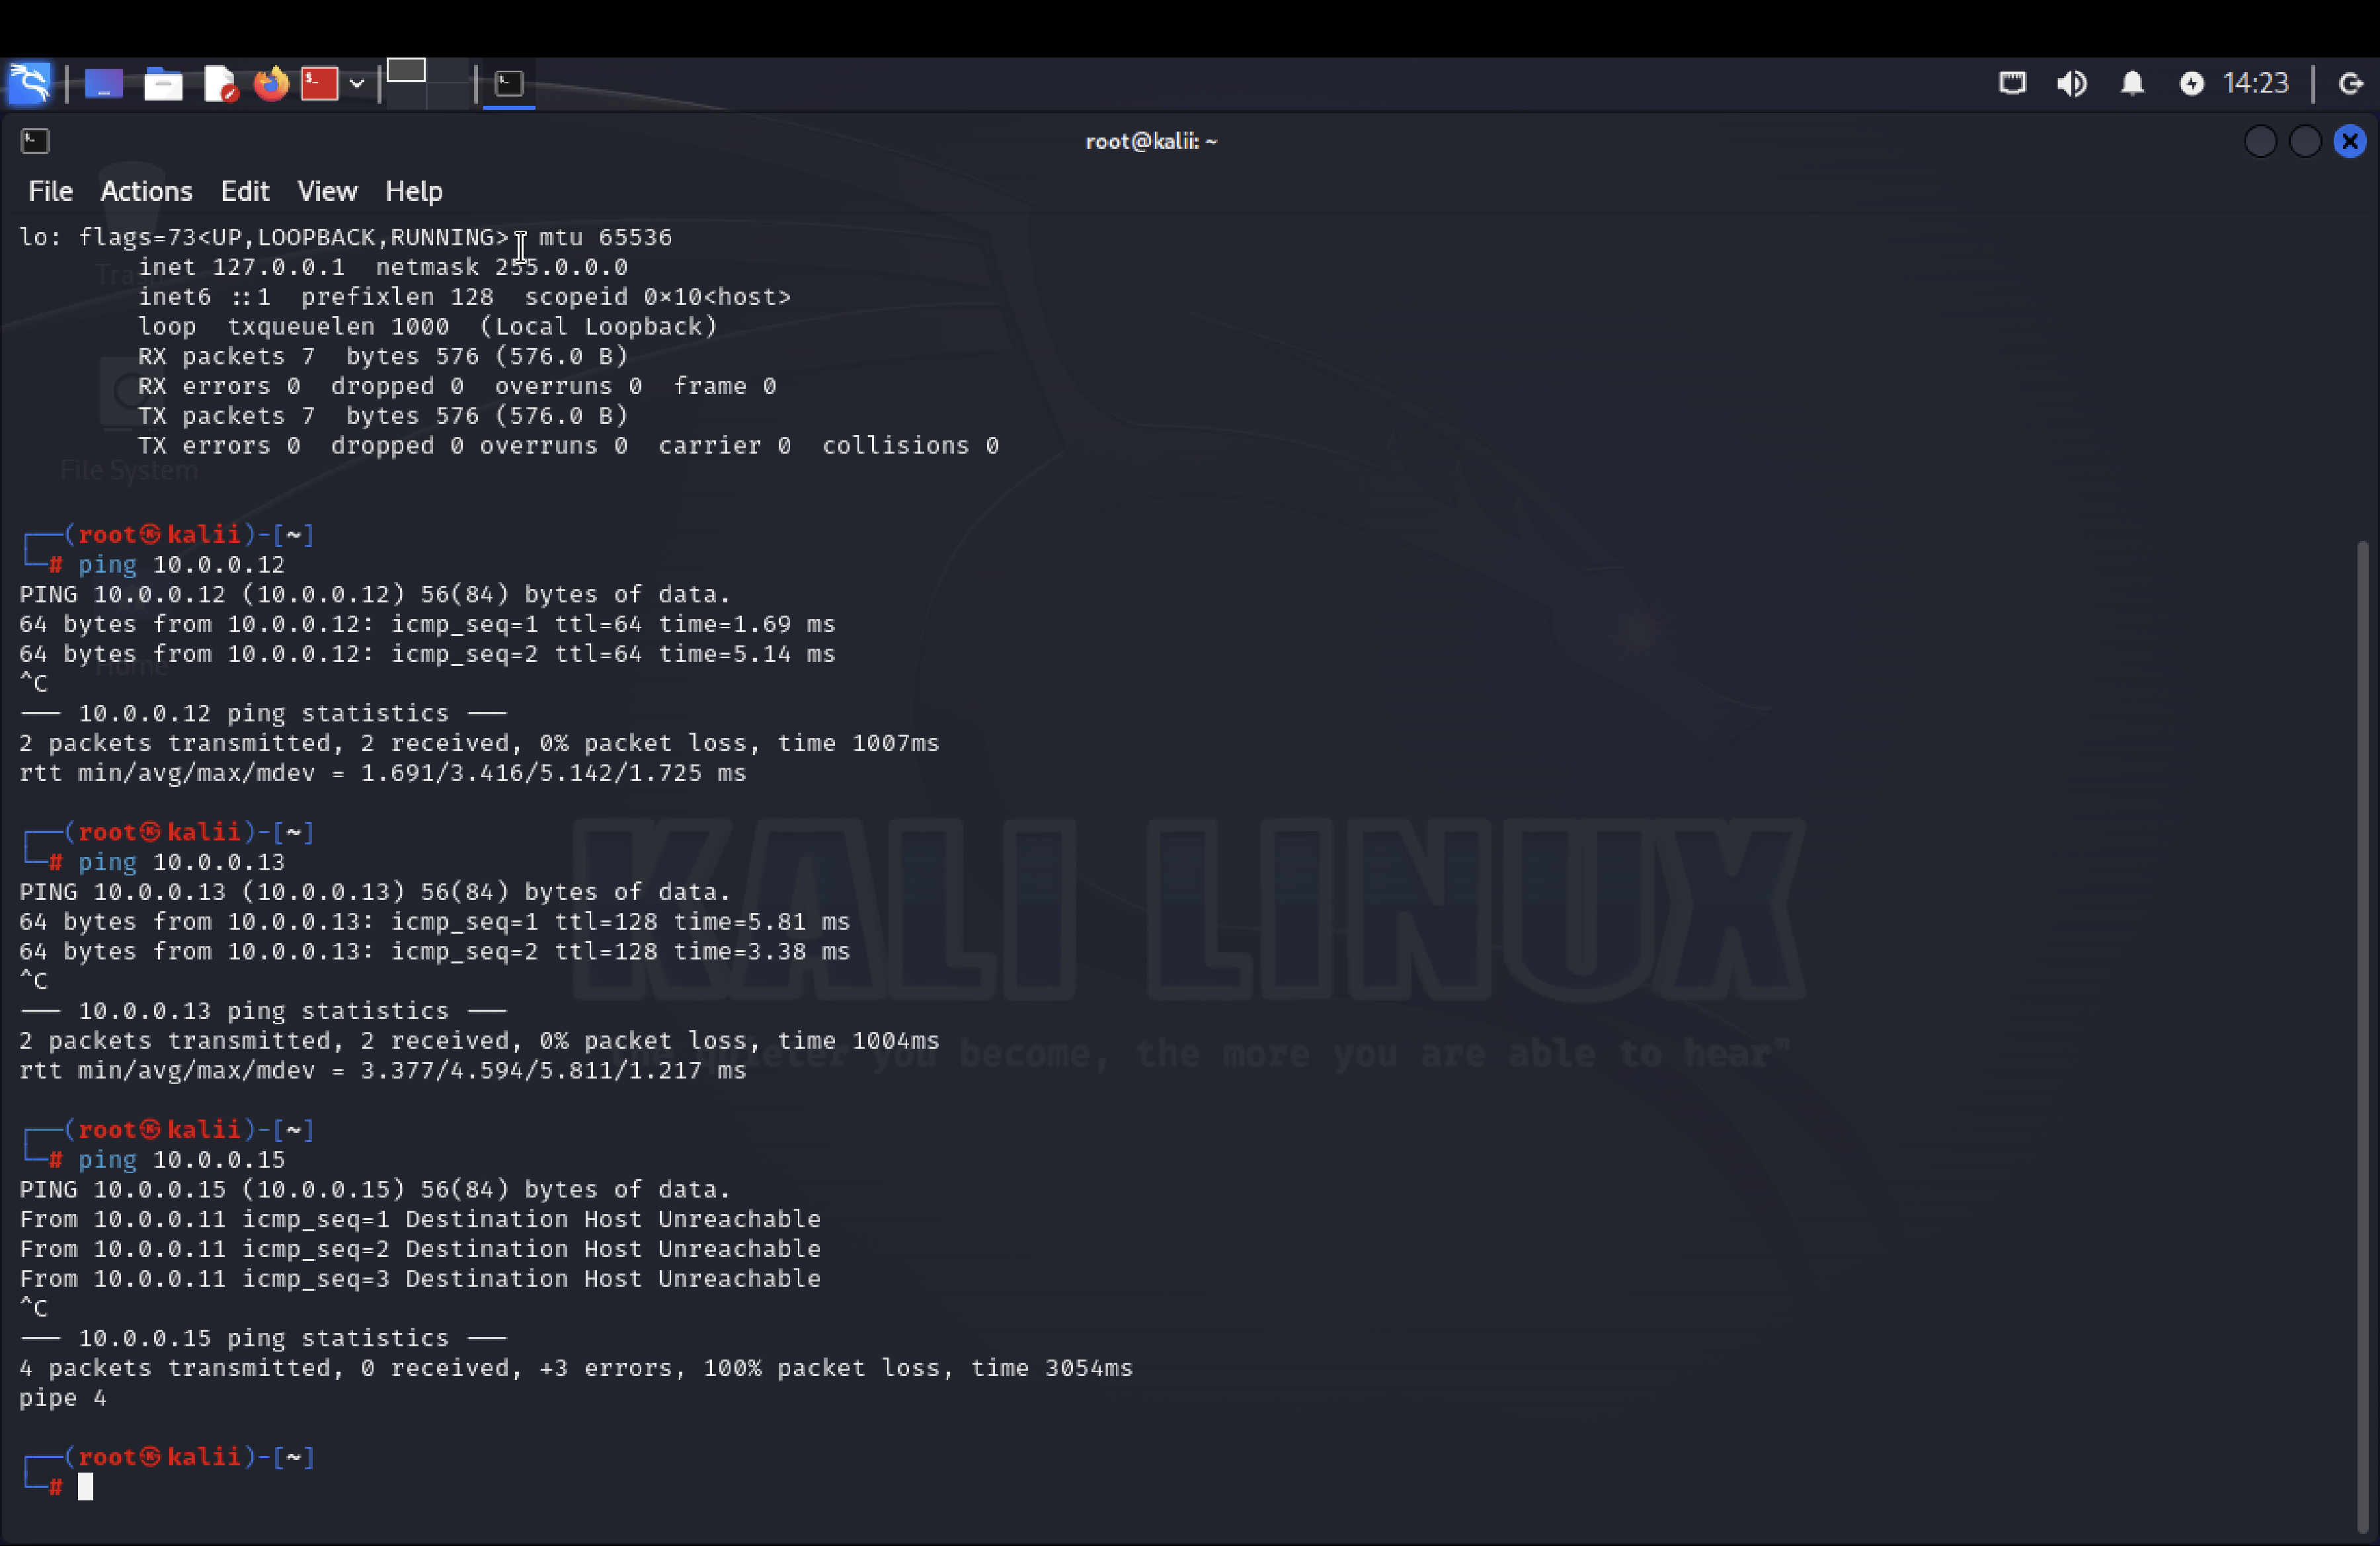 14:23
root@kalii: ~
File Actions Edit View Help
lo: flags=73<UP,LOOPBACK,RUNNING>  mtu 65536
        inet 127.0.0.1  netmask 255.0.0.0
        inet6 ::1  prefixlen 128  scopeid 0×10<host>
        loop  txqueuelen 1000  (Local Loopback)
        RX packets 7  bytes 576 (576.0 B)
        RX errors 0  dropped 0  overruns 0  frame 0
        TX packets 7  bytes 576 (576.0 B)
        TX errors 0  dropped 0 overruns 0  carrier 0  collisions 0
File System
┌──(root㉿kalii)-[~]
└─# ping 10.0.0.12
PING 10.0.0.12 (10.0.0.12) 56(84) bytes of data.
64 bytes from 10.0.0.12: icmp_seq=1 ttl=64 time=1.69 ms
64 bytes from 10.0.0.12: icmp_seq=2 ttl=64 time=5.14 ms
Home
^C
── 10.0.0.12 ping statistics ──
2 packets transmitted, 2 received, 0% packet loss, time 1007ms
rtt min/avg/max/mdev = 1.691/3.416/5.142/1.725 ms
┌──(root㉿kalii)-[~]
└─# ping 10.0.0.13
PING 10.0.0.13 (10.0.0.13) 56(84) bytes of data.
64 bytes from 10.0.0.13: icmp_seq=1 ttl=128 time=5.81 ms
64 bytes from 10.0.0.13: icmp_seq=2 ttl=128 time=3.38 ms
^C
── 10.0.0.13 ping statistics ──
2 packets transmitted, 2 received, 0% packet loss, time 1004ms
rtt min/avg/max/mdev = 3.377/4.594/5.811/1.217 ms
KALI LINUX
you become, the more you are able to hear"
┌──(root㉿kalii)-[~]
└─# ping 10.0.0.15
PING 10.0.0.15 (10.0.0.15) 56(84) bytes of data.
From 10.0.0.11 icmp_seq=1 Destination Host Unreachable
From 10.0.0.11 icmp_seq=2 Destination Host Unreachable
From 10.0.0.11 icmp_seq=3 Destination Host Unreachable
^C
── 10.0.0.15 ping statistics ──
4 packets transmitted, 0 received, +3 errors, 100% packet loss, time 3054ms
pipe 4
┌──(root㉿kalii)-[~]
└─#